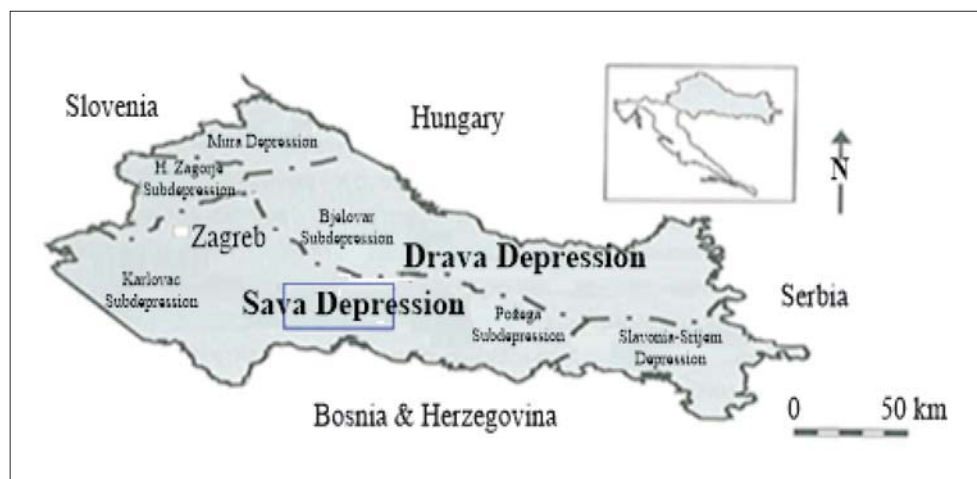 Slovenia
Hungary
Mura Depression
H. Zagorje
Subdepression
N
Bjelovar
Subdepression
Zagreb
Drava Depression
Karlovac
Subdepression
Sava Depression
Serbia
Požega
Subdepression
Slavonia-Srijem
Depression
Bosnia & Herzegovina
0 50 km